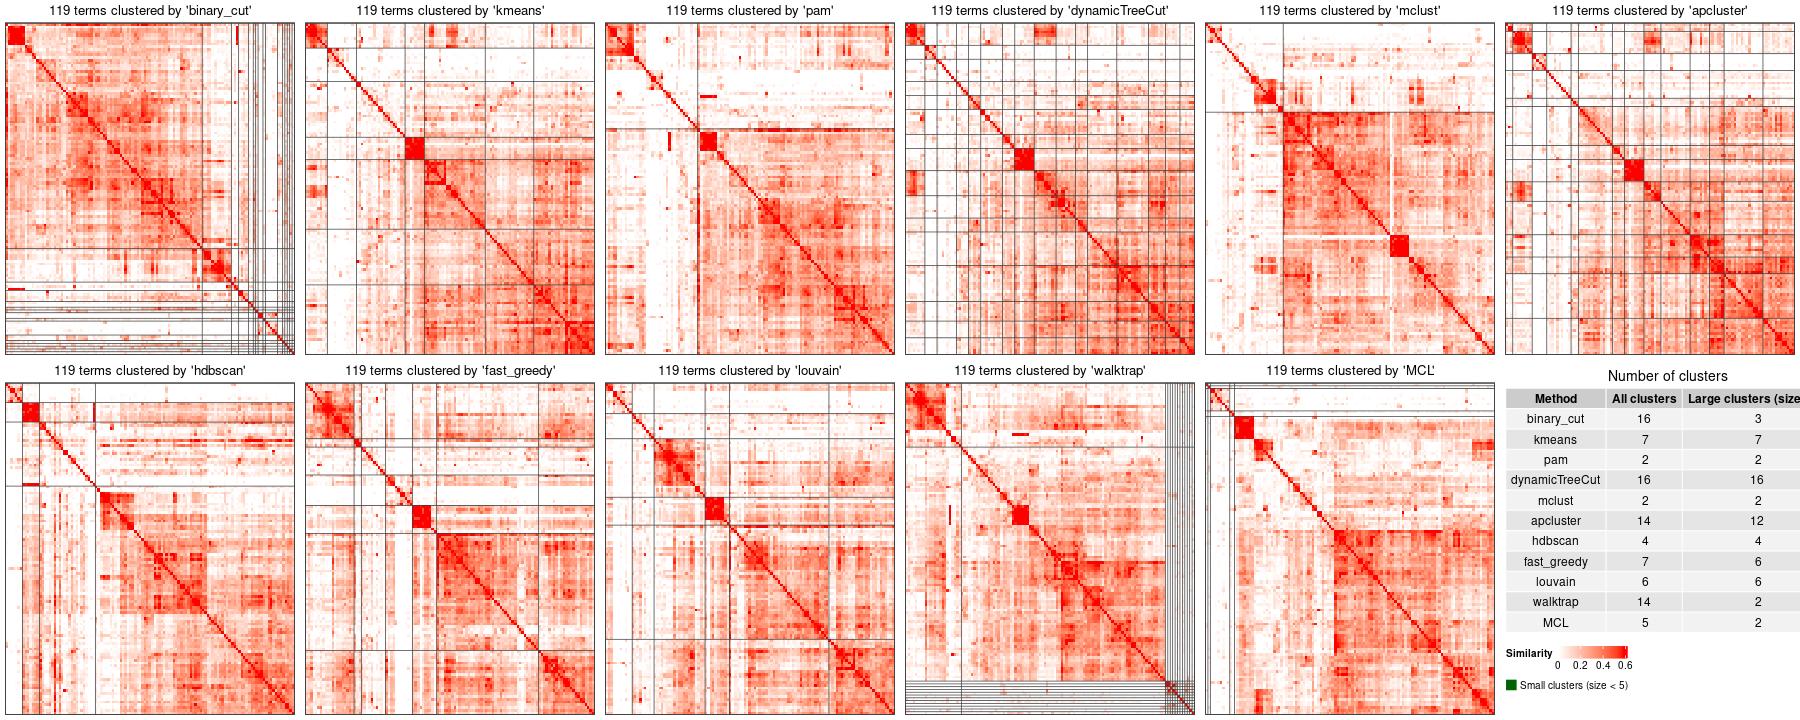 119 terms clustered by 'binary_cut'
119 terms clustered by 'kmeans'
119 terms clustered by 'pam'
119 terms clustered by 'dynamicTreeCut'
119 terms clustered by 'mclust'
119 terms clustered by 'apcluster'
119 terms clustered by 'hdbscan'
119 terms clustered by 'fast_greedy'
119 terms clustered by 'louvain'
119 terms clustered by 'walktrap'
119 terms clustered by 'MCL'
Number of clusters
Method All clusters Large clusters (size
binary_cut 16 3
kmeans 7 7
pam 2 2
dynamicTreeCut 16 16
mclust 2 2
apcluster 14 12
hdbscan 4 4
fast_greedy 7 6
louvain 6 6
walktrap 14 2
MCL 5 2
Similarity
0 0.2 0.4 0.6
Small clusters (size < 5)